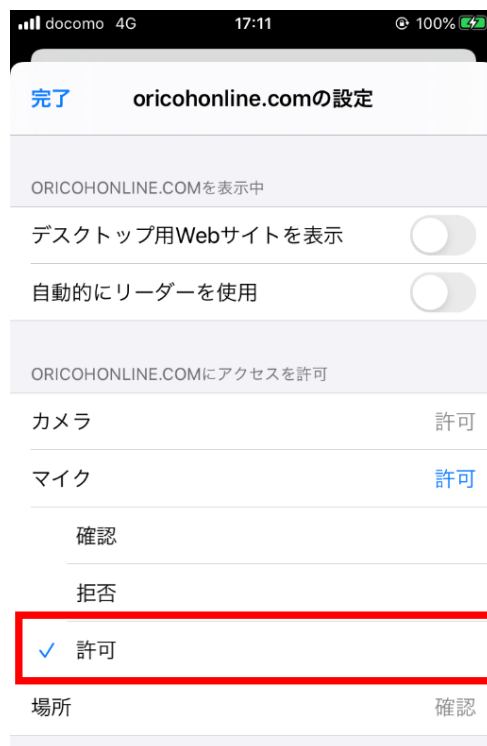 docomo 4G 17:11 100%
完了 oricohonline.comの設定
ORICOHONLINE.COMを表示中
デスクトップ用Webサイトを表示
自動的にリーダーを使用
ORICOHONLINE.COMにアクセスを許可
カメラ 許可
マイク 許可
確認
拒否
許可
場所 確認